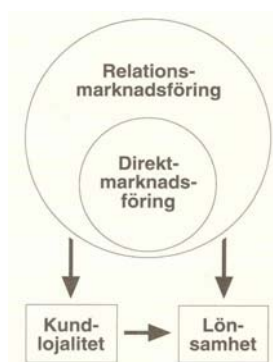 Relations-
marknadsföring
Direkt-
marknads-
föring
Kund-
lojalitet
Lön-
samhet